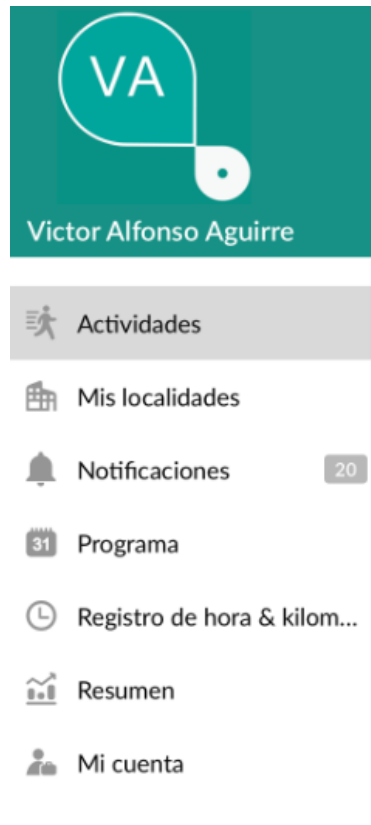 VA
Victor Alfonso Aguirre
Actividades
Mis localidades
Notificaciones 20
31 Programa
Registro de hora & kilom...
Resumen
Mi cuenta